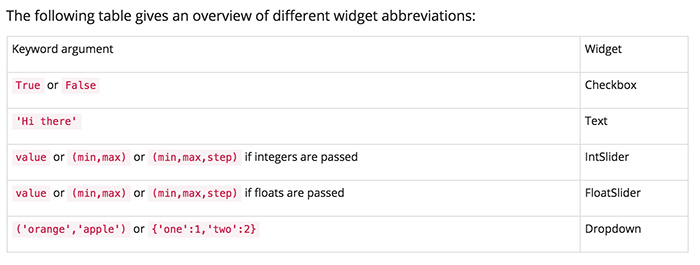 The following table gives an overview of different widget abbreviations:
Keyword argument Widget
True or False Checkbox
'Hi there' Text
value or (min,max) or (min,max,step) if integers are passed IntSlider
value or (min,max) or (min,max,step) if floats are passed FloatSlider
('orange','apple') or {'one':1,'two':2} Dropdown